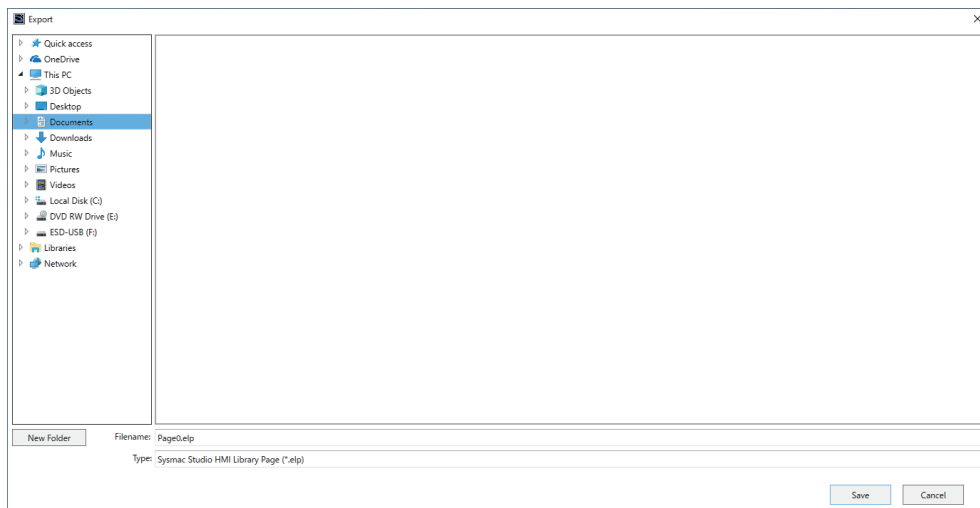 Export
Quick access
OneDrive
This PC
3D Objects
Desktop
Documents
Downloads
Music
Pictures
Videos
Local Disk (C:)
DVD RW Drive (E:)
ESD-USB (F:)
Libraries
Network
New Folder
Filename: Page0.elp
Type: Sysmac Studio HMI Library Page (*.elp)
Save Cancel